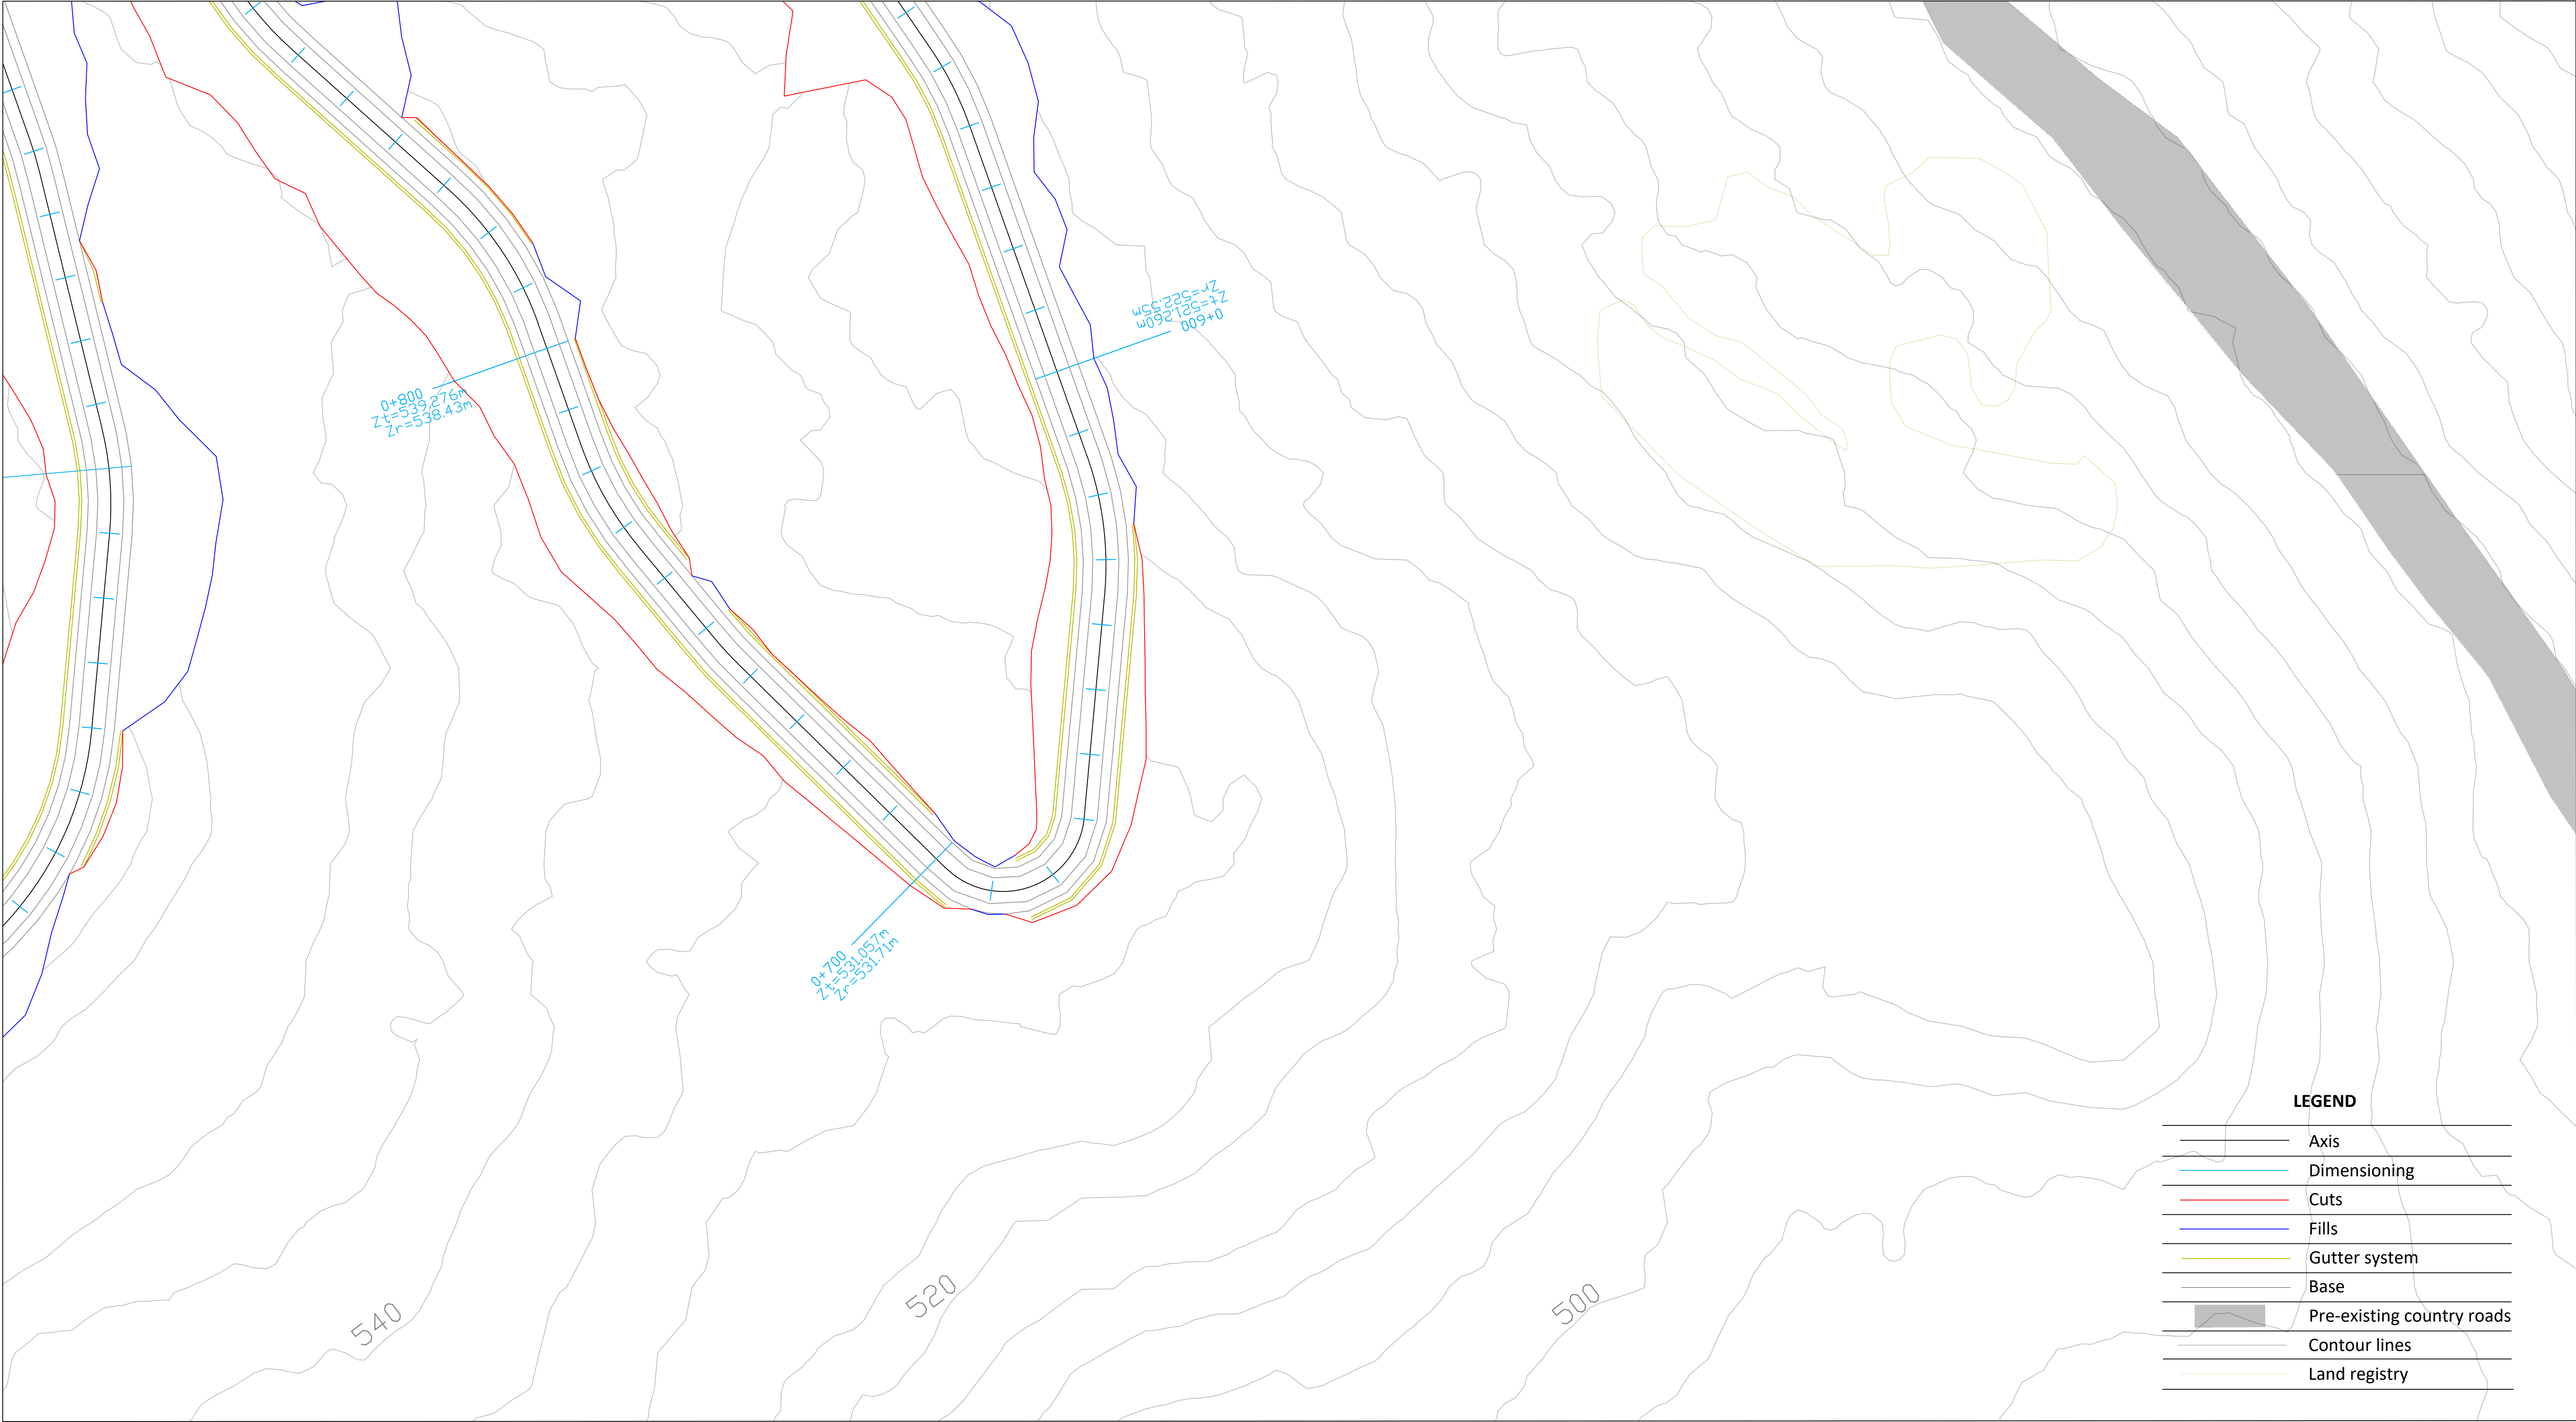 Zr=522.55m
Zt=521.260m
0+600
0+800
Zt=539.276m
Zr=538.43m
0+700
Zt=531.057m
Zr=531.71m
540
520
500
LEGEND
Axis
Dimensioning
Cuts
Fills
Gutter system
Base
Pre-existing country roads
Contour lines
Land registry